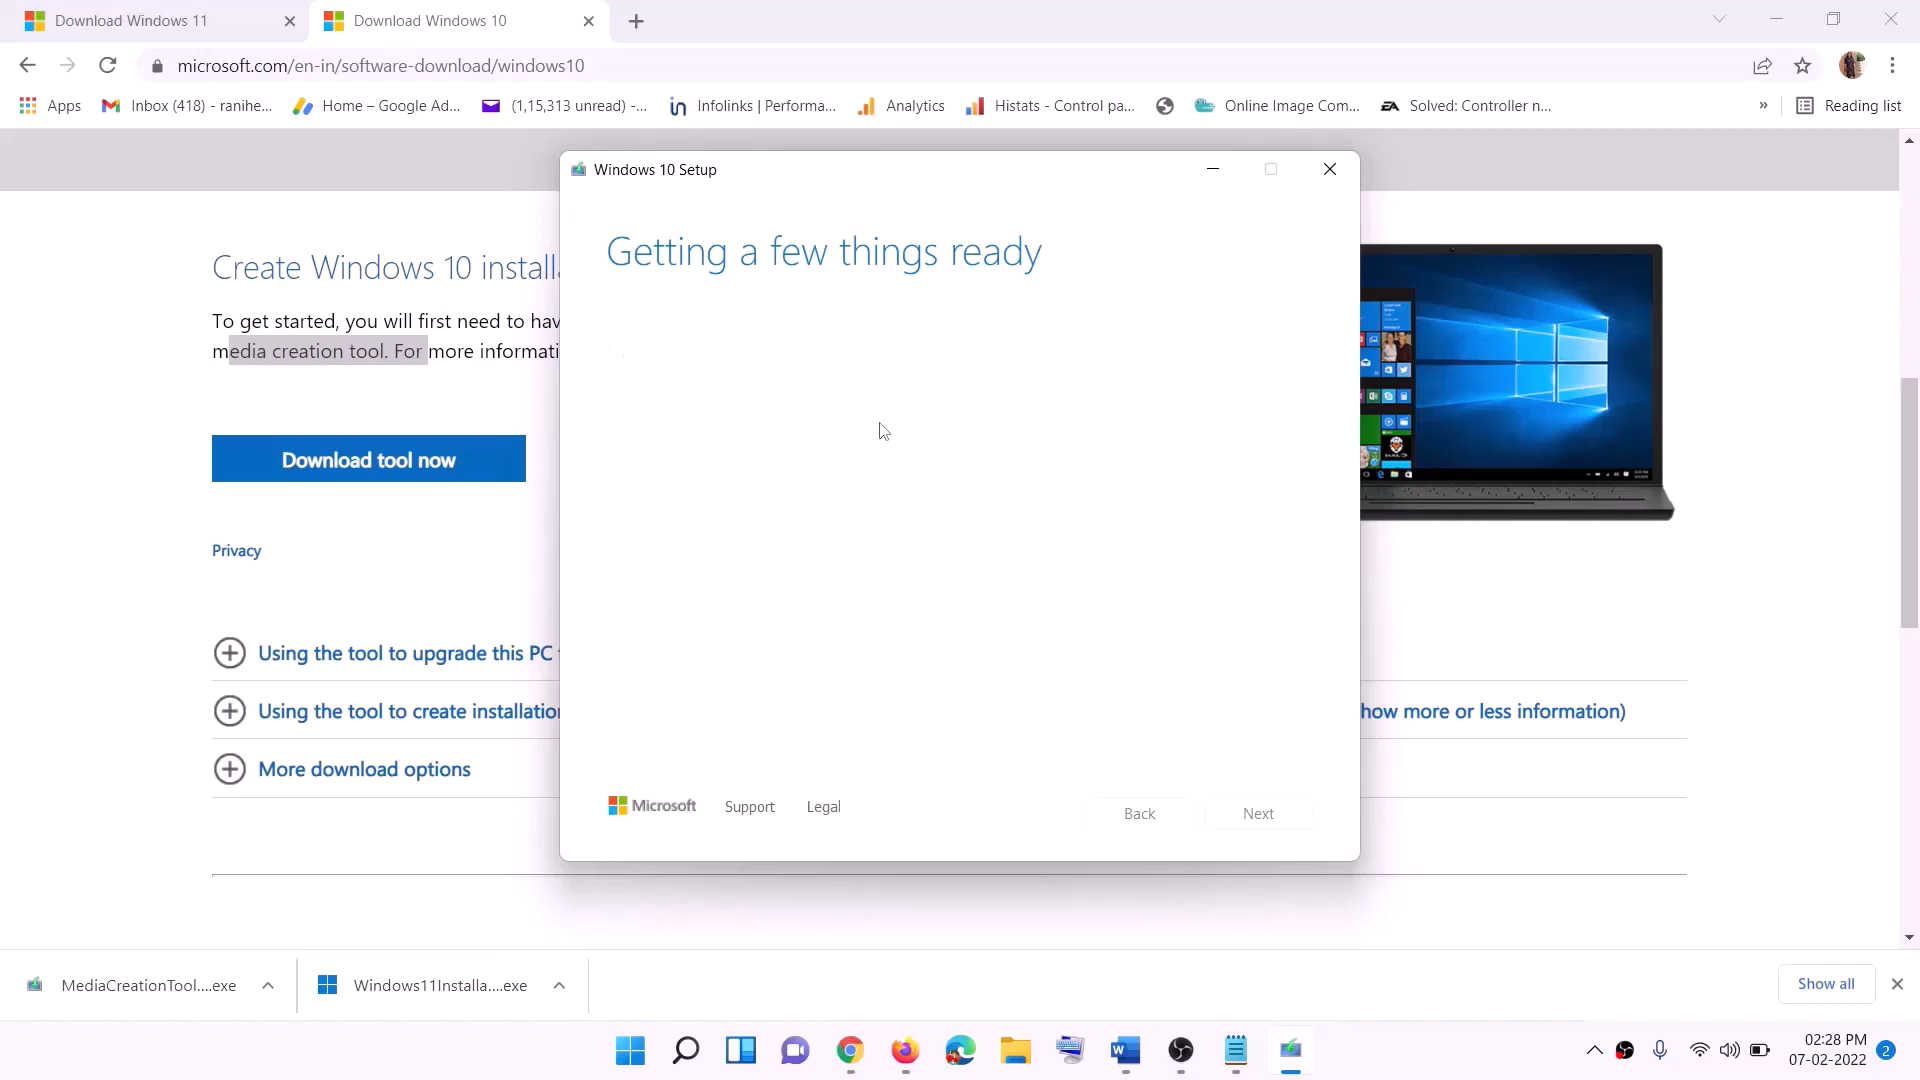 Download Windows 11
Download Windows 10
microsoft.com/en-in/software-download/windows10
Apps
Inbox (418) - ranihe...
Home – Google Ad...
(1,15,313 unread) -...
Infolinks | Performa...
Analytics
Histats - Control pa...
Online Image Com...
Solved: Controller n...
»
Reading list
Windows 10 Setup
Getting a few things ready
Create Windows 10 install
To get started, you will first need to hav
media creation tool. For more informati
Download tool now
Privacy
Using the tool to upgrade this PC
Using the tool to create installatio
how more or less information)
More download options
Microsoft
Support
Legal
Back
Next
MediaCreationTool....exe
Windows11Installa....exe
Show all
02:28 PM
07-02-2022
2